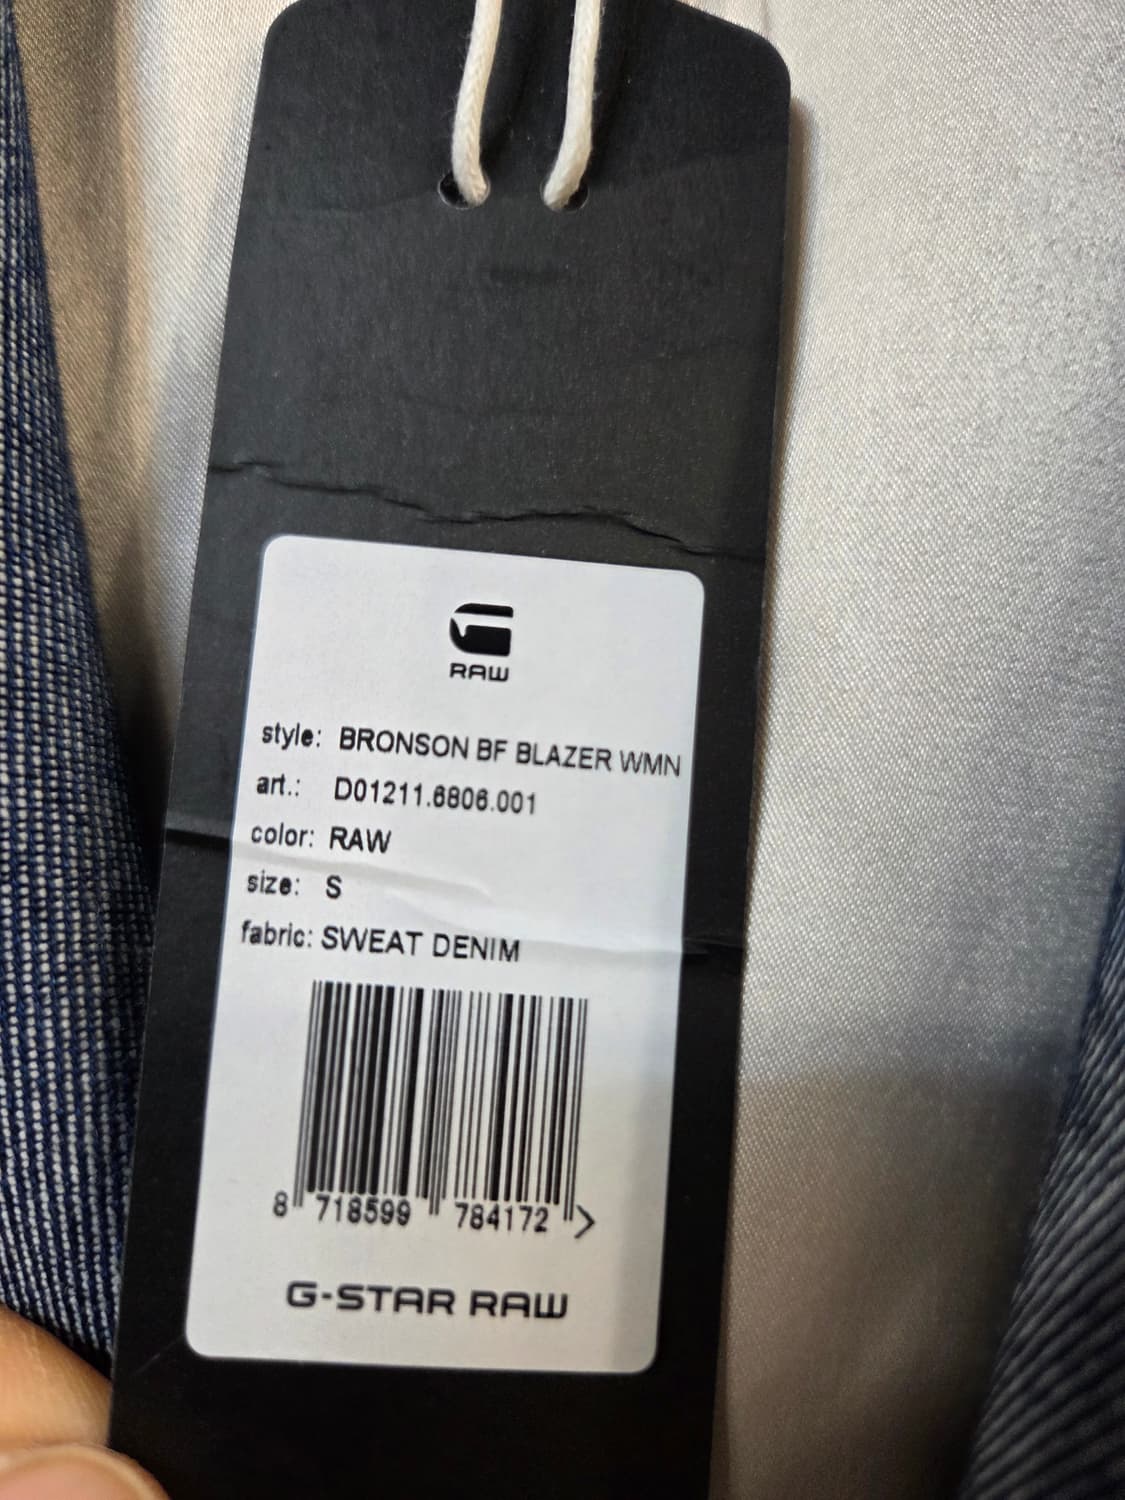 RAW
style: BRONSON BF BLAZER WMN
art.: D01211.6806.001
color: RAW
size: S
fabric: SWEAT DENIM
8 718599 784172 >
G-STAR RAW